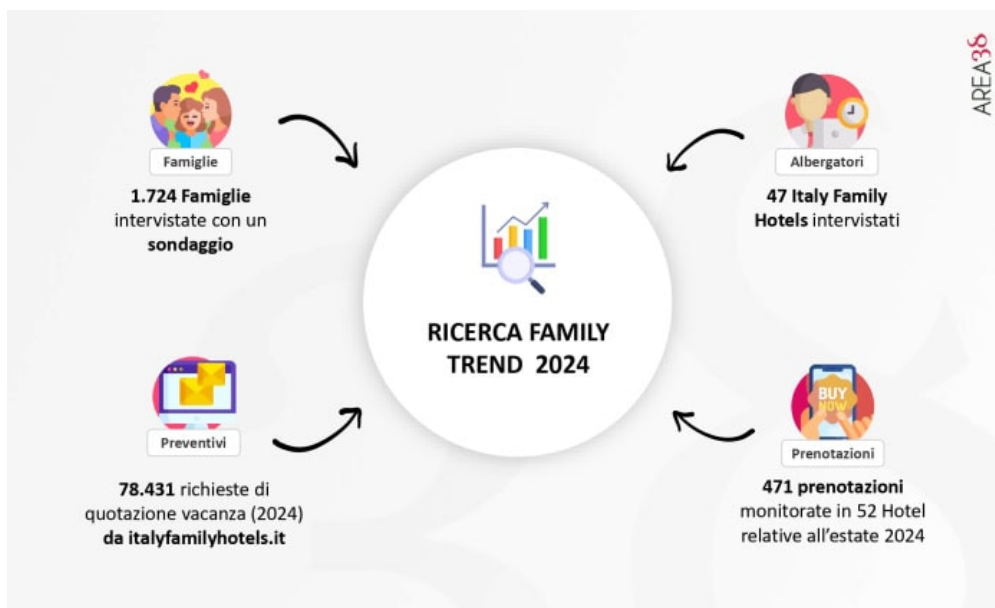 AREA38
Famiglie
1.724 Famiglie
intervistate con un
sondaggio
Albergatori
47 Italy Family
Hotels intervistati
RICERCA FAMILY
TREND 2024
Preventivi
78.431 richieste di
quotazione vacanza (2024)
da italyfamilyhotels.it
BUY
NOW
Prenotazioni
471 prenotazioni
monitorate in 52 Hotel
relative all'estate 2024